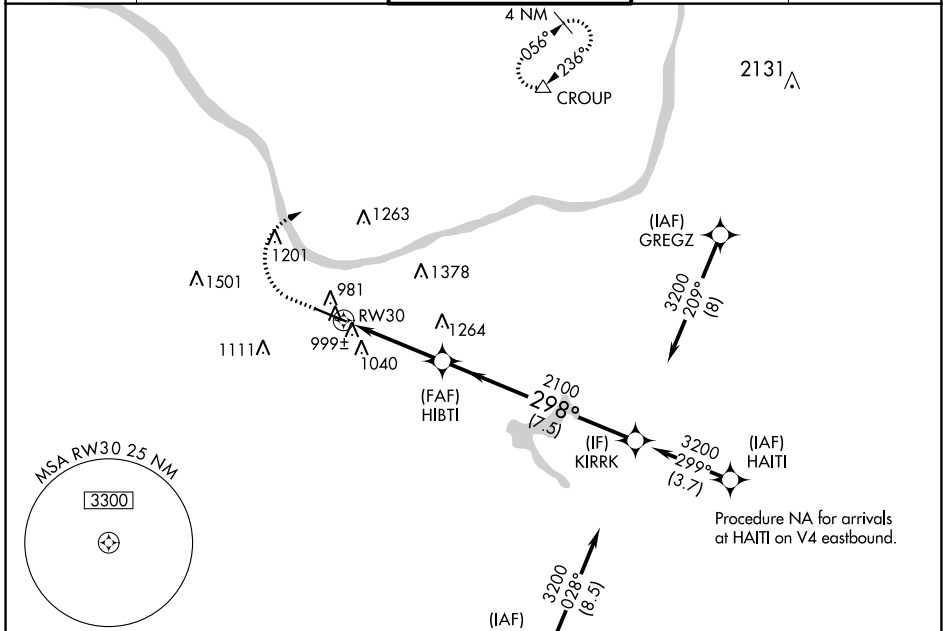 4 NM
056°
236°
CROUP
2131
1263
(IAF)
GREGZ
1201
1501
1378
3200
209°
(8)
981
RW30
1264
999±
1111
1040
(FAF)
HIBTI
2100
298°
(7.5)
(IF)
KIRRK
3200
299°
(3.7)
(IAF)
HAITI
MSA RW30 25 NM
3300
Procedure NA for arrivals
at HAITI on V4 eastbound.
3200
028°
(8.5)
(IAF)